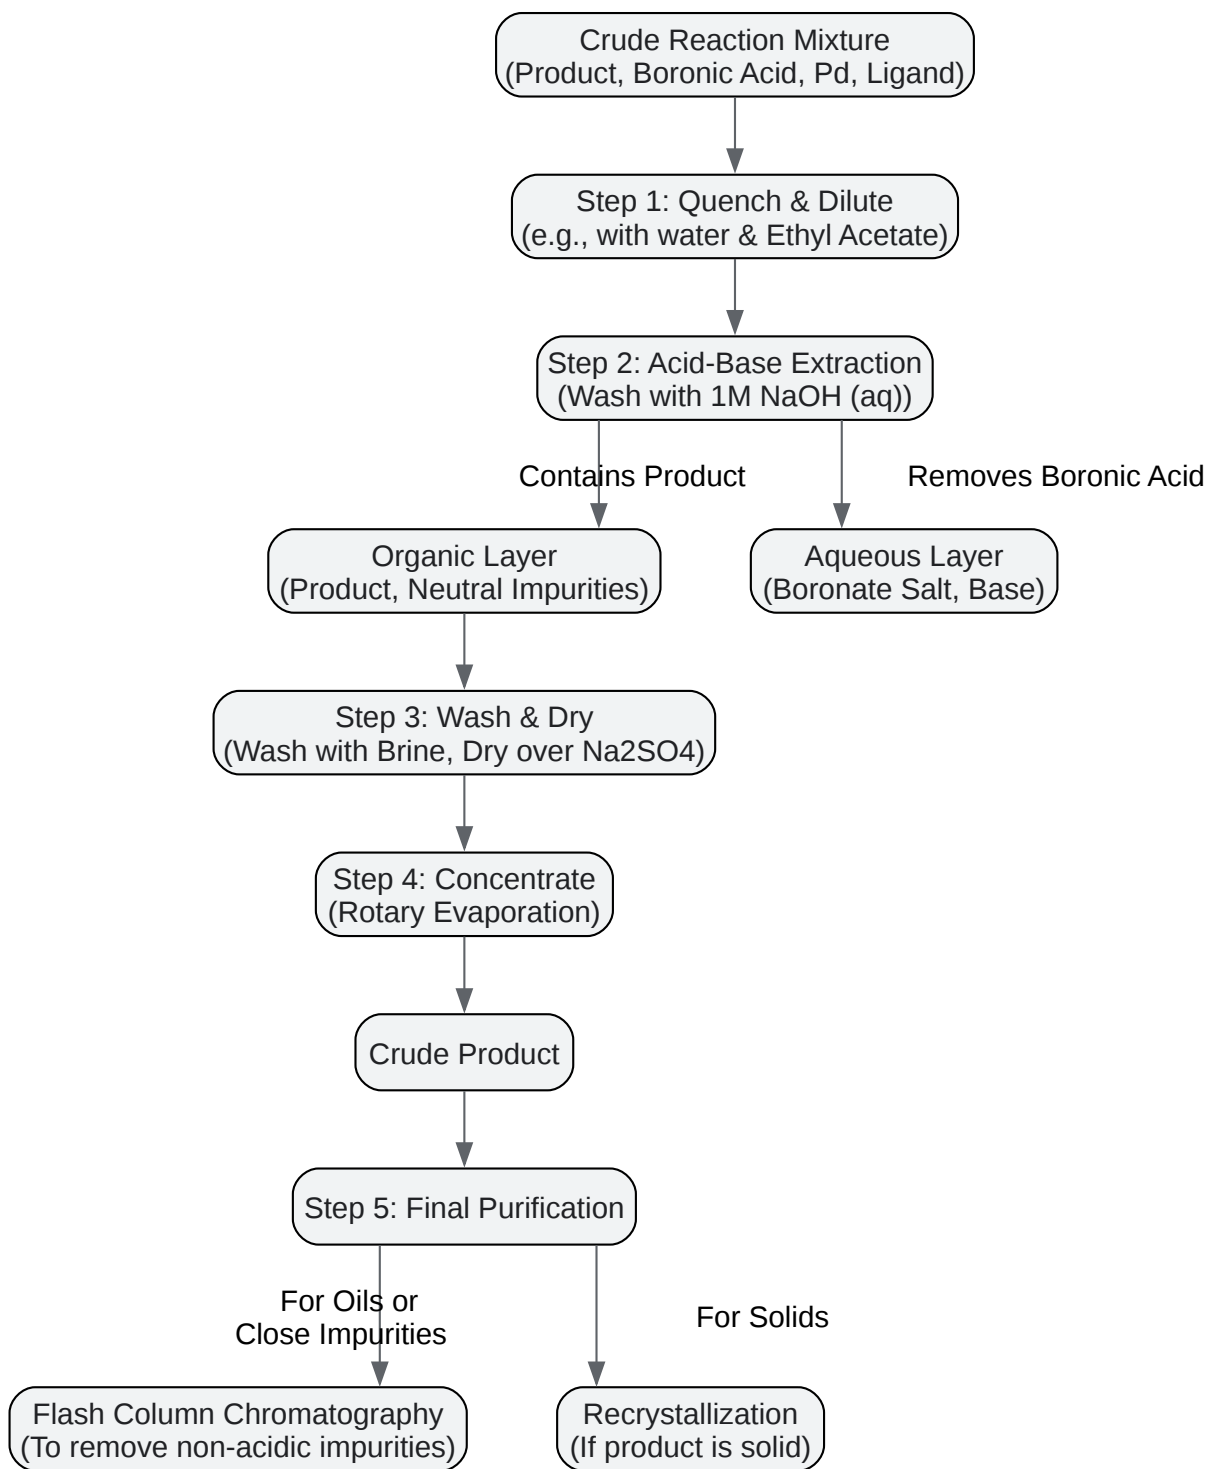 Crude Reaction Mixture
(Product, Boronic Acid, Pd, Ligand)
Step 1: Quench & Dilute
(e.g., with water & Ethyl Acetate)
Step 2: Acid-Base Extraction
(Wash with 1M NaOH (aq))
Contains Product
Removes Boronic Acid
Organic Layer
(Product, Neutral Impurities)
Aqueous Layer
(Boronate Salt, Base)
Step 3: Wash & Dry
(Wash with Brine, Dry over Na2SO4)
Step 4: Concentrate
(Rotary Evaporation)
Crude Product
Step 5: Final Purification
For Oils or
Close Impurities
For Solids
Flash Column Chromatography
(To remove non-acidic impurities)
Recrystallization
(If product is solid)